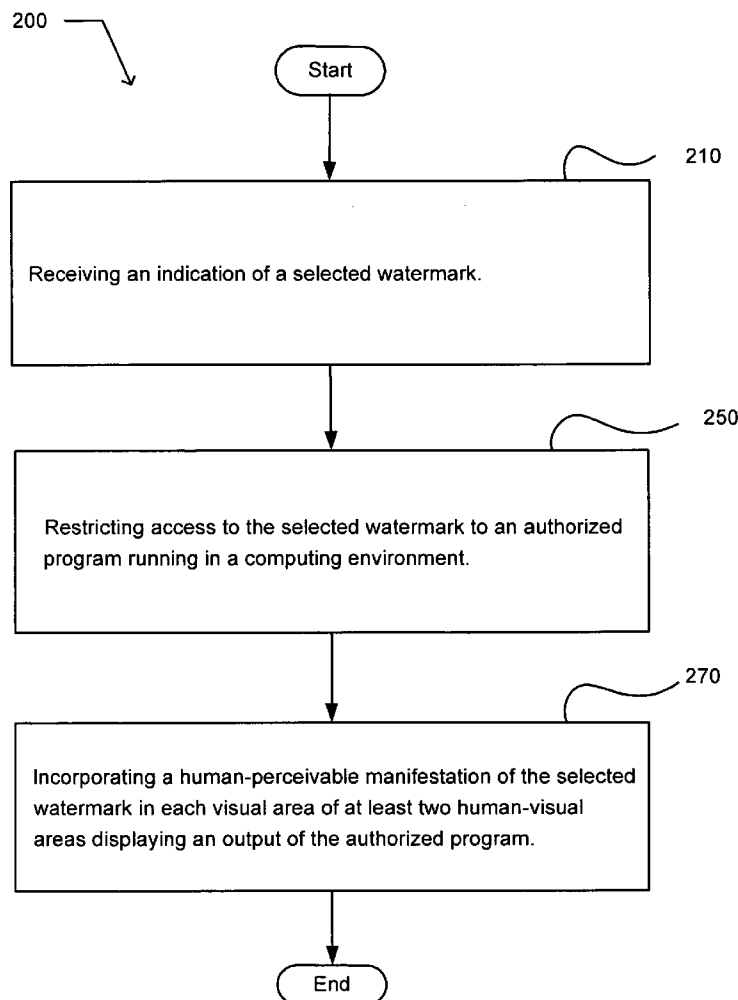 200
Start
210
Receiving an indication of a selected watermark.
250
Restricting access to the selected watermark to an authorized
program running in a computing environment.
270
Incorporating a human-perceivable manifestation of the selected
watermark in each visual area of at least two human-visual
areas displaying an output of the authorized program.
End